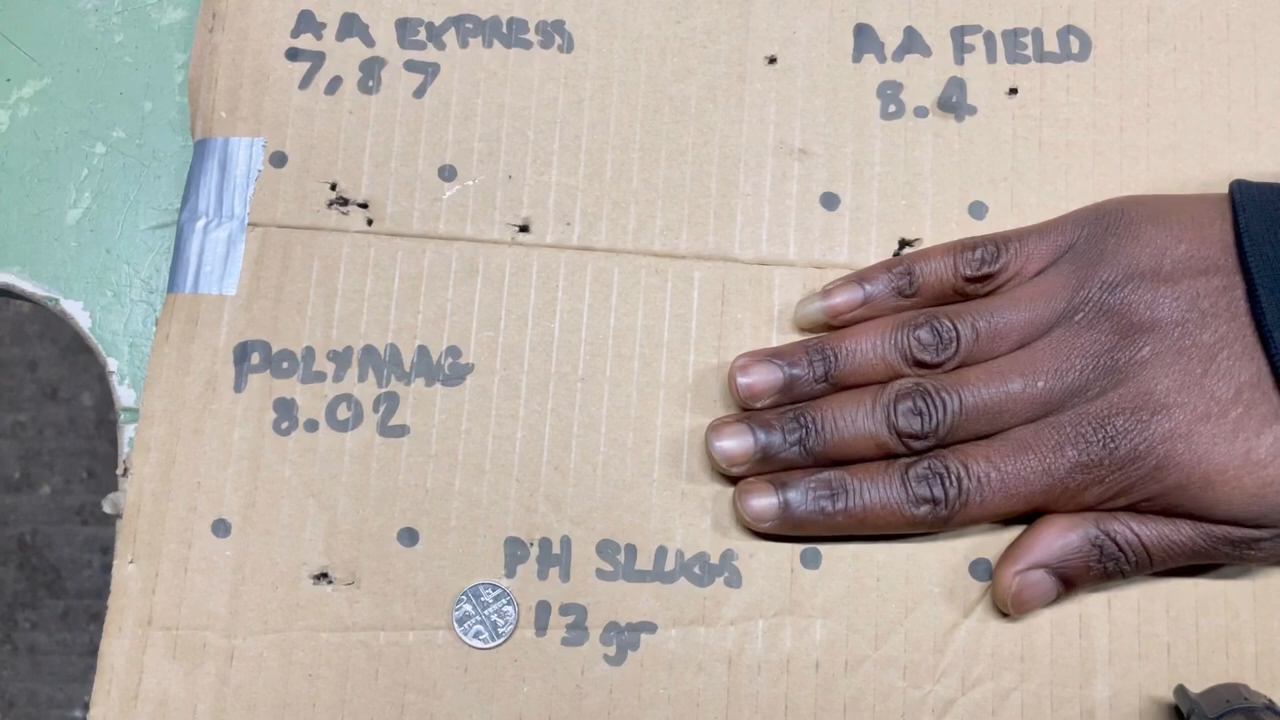 AA EXPRESS
7,87
AA FIELD
8.4
POLYMAG
8.02
PH SLUGS
13 gr